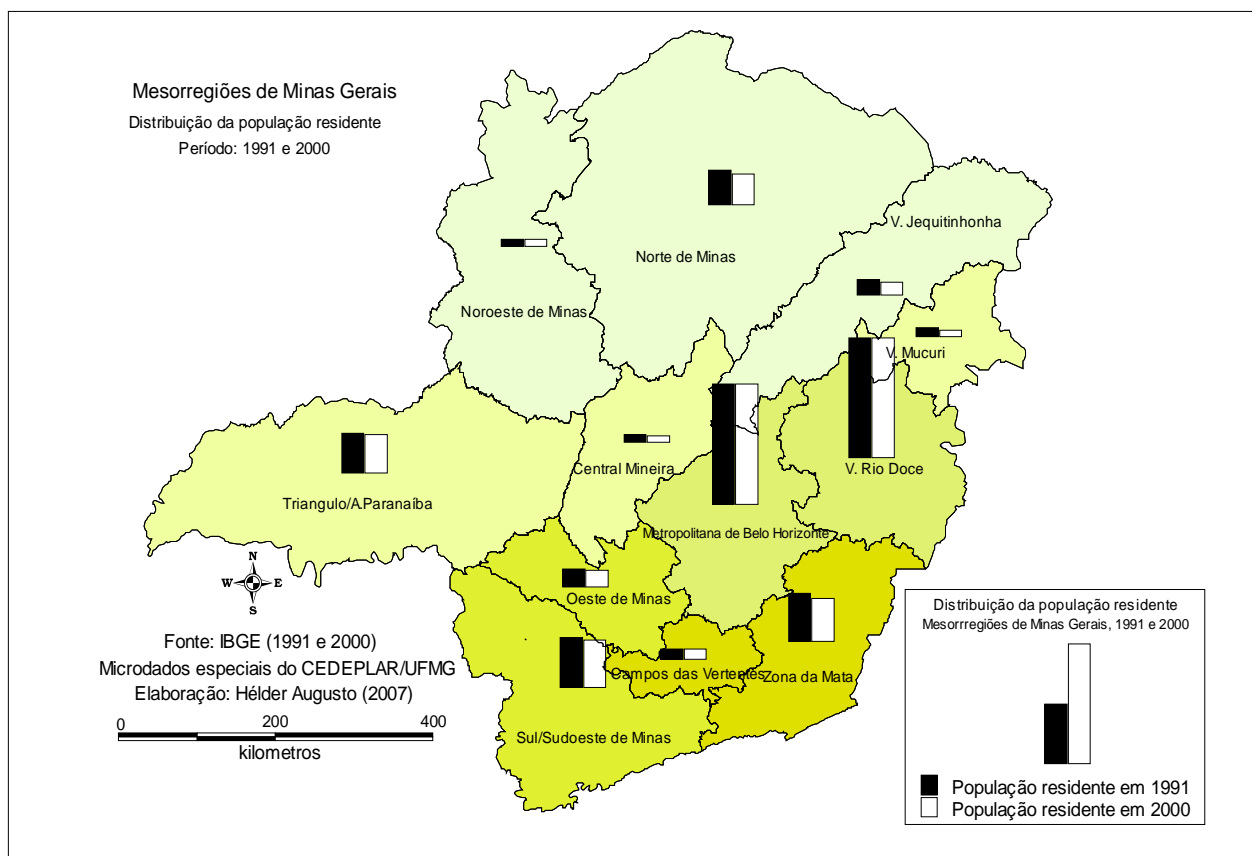 Mesorregiões de Minas Gerais
Distribuição da população residente
Período: 1991 e 2000
V. Jequitinhonha
Norte de Minas
Noroeste de Minas
V. Mucuri
Central Mineira
V. Rio Doce
Triangulo/A.Paranaíba
Metropolitana de Belo Horizonte
N
W E
S
Oeste de Minas
Campos das Vertentes
Zona da Mata
Sul/Sudoeste de Minas
Fonte: IBGE (1991 e 2000)
Microdados especiais do CEDEPLAR/UFMG
Elaboração: Hélder Augusto (2007)
0 200 400
kilometros
Distribuição da população residente
Mesorrregiões de Minas Gerais, 1991 e 2000
População residente em 1991
População residente em 2000